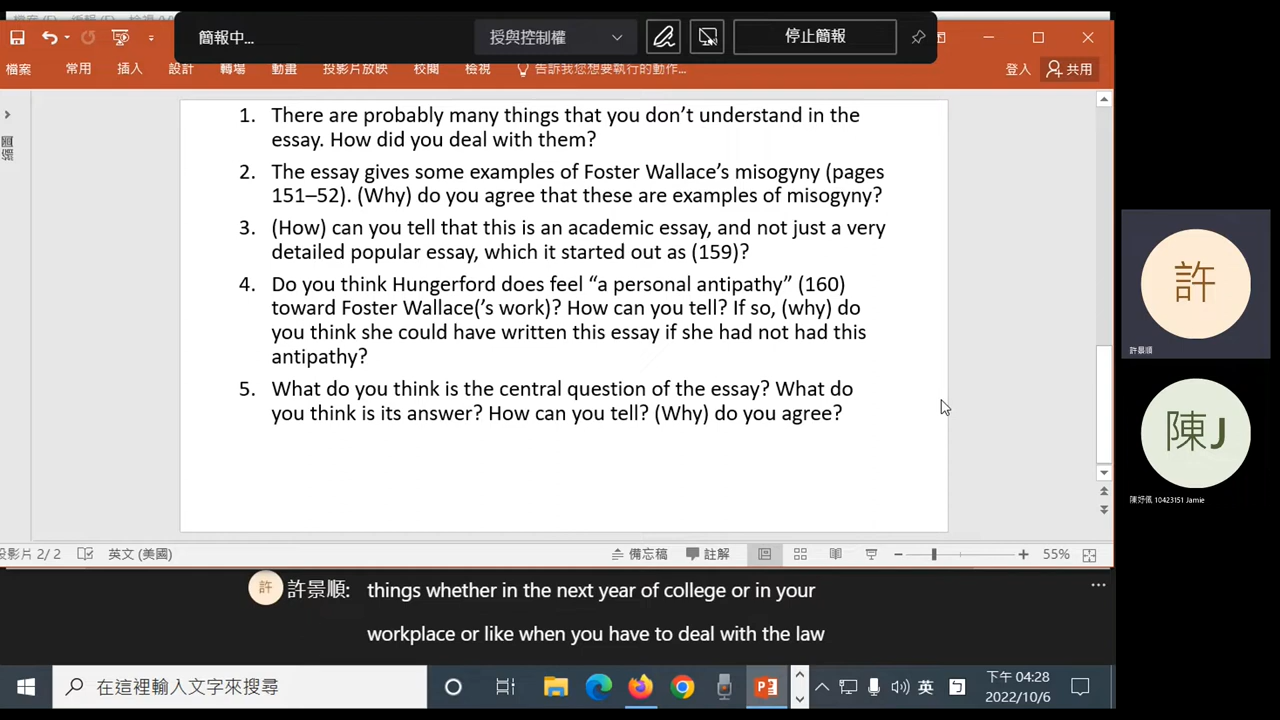 簡報中...
授與控制權
停止簡報
檔案
常用
插入
設計
轉場
動畫
投影片放映
校閱
檢視
告訴我您想要執行的動作...
登入
共用
1. There are probably many things that you don’t understand in the
essay. How did you deal with them?
2. The essay gives some examples of Foster Wallace’s misogyny (pages
151–52). (Why) do you agree that these are examples of misogyny?
3. (How) can you tell that this is an academic essay, and not just a very
detailed popular essay, which it started out as (159)?
4. Do you think Hungerford does feel “a personal antipathy” (160)
toward Foster Wallace(’s work)? How can you tell? If so, (why) do
you think she could have written this essay if she had not had this
antipathy?
5. What do you think is the central question of the essay? What do
you think is its answer? How can you tell? (Why) do you agree?
許
許景順
陳J
陳妤佩 10423151 Jamie
投影片 2/ 2
英文 (美國)
備忘稿
註解
55%
許
許景順:
things whether in the next year of college or in your
workplace or like when you have to deal with the law
在這裡輸入文字來搜尋
英
下午 04:28
2022/10/6